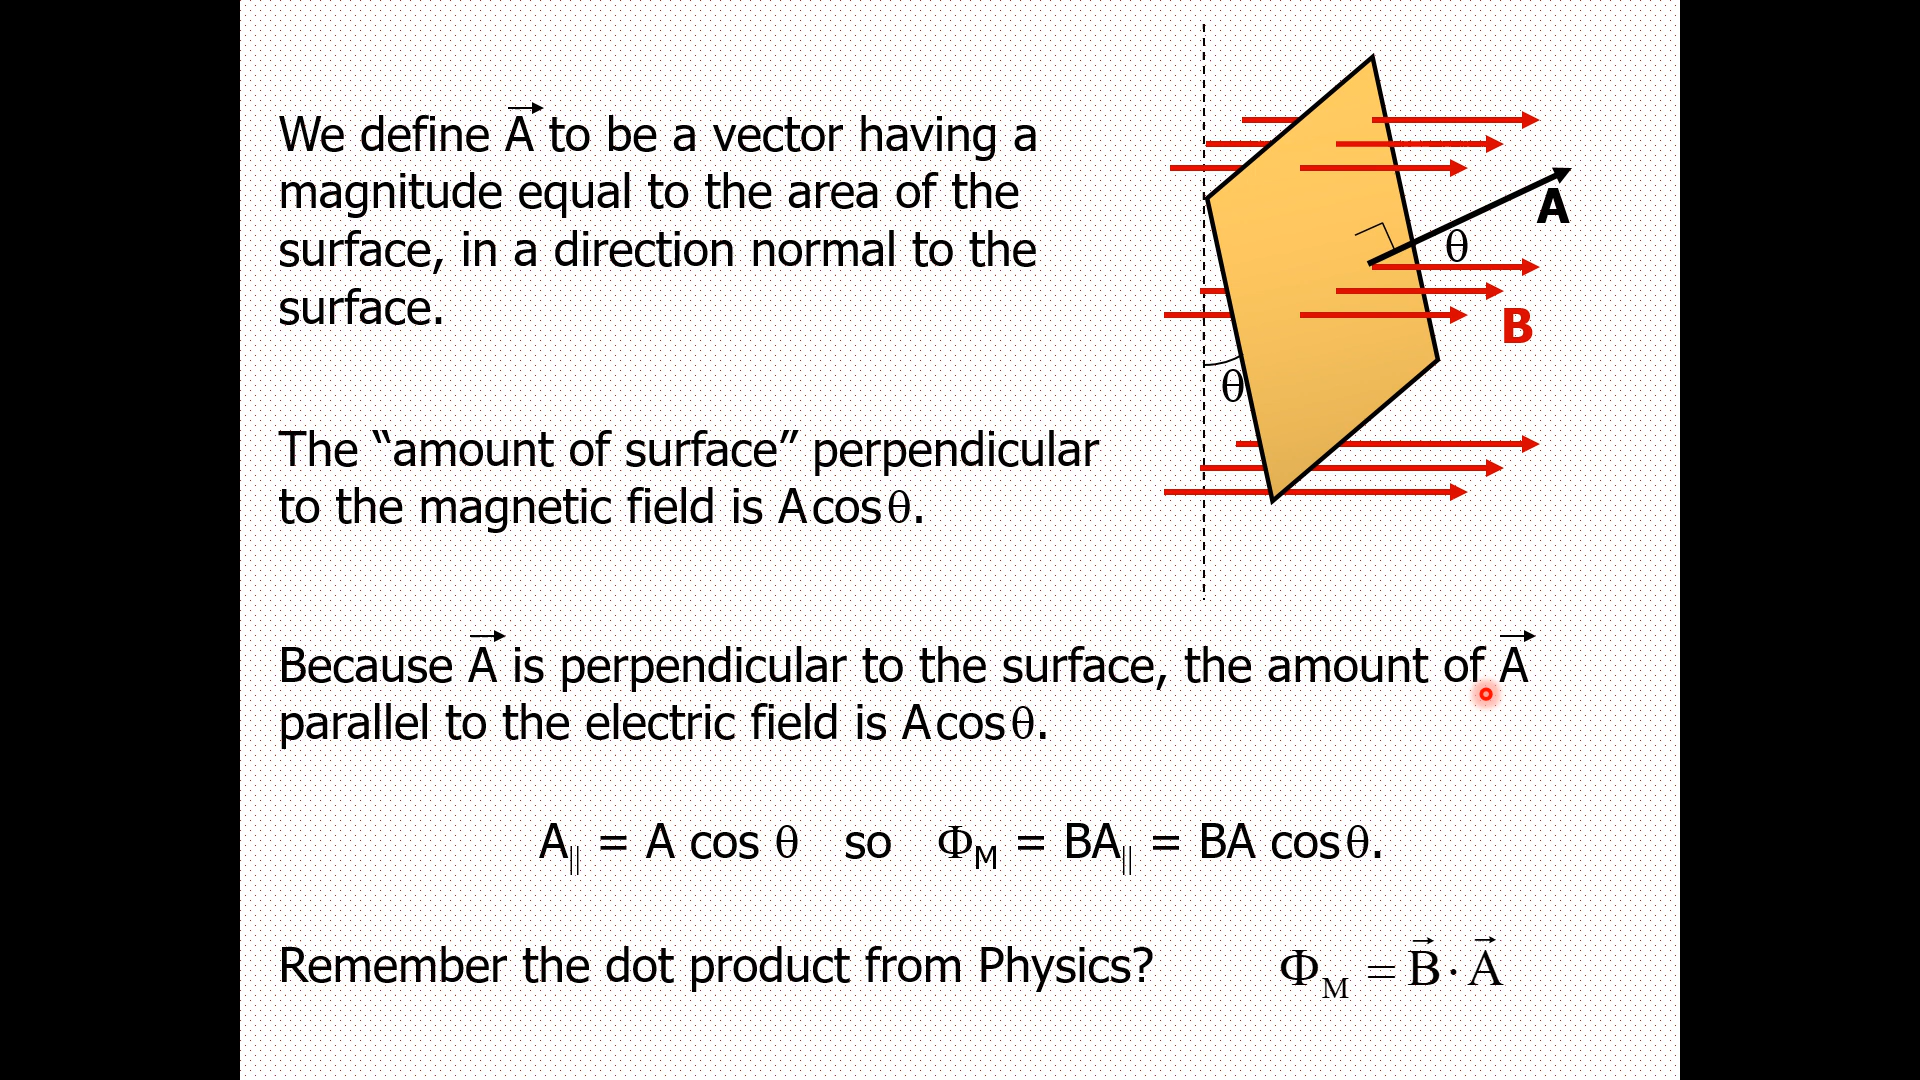 We define A⃗ to be a vector having a
magnitude equal to the area of the
surface, in a direction normal to the
surface.
A
θ
B
θ
The “amount of surface” perpendicular
to the magnetic field is A cos θ.
Because A⃗ is perpendicular to the surface, the amount of A⃗
parallel to the electric field is A cos θ.
A|| = A cos θ so ΦM = BA|| = BA cos θ.
Remember the dot product from Physics? ΦM = B⃗ · A⃗